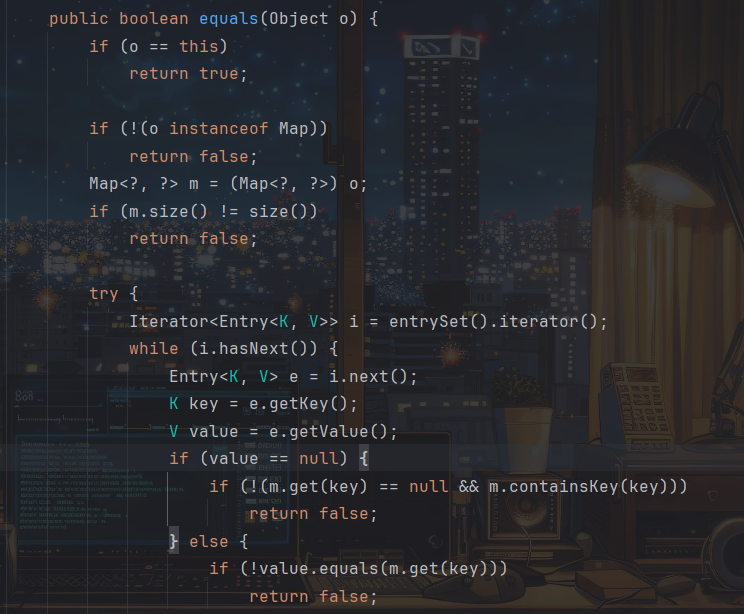 public boolean equals(Object o) {
    if (o == this)
        return true;

    if (!(o instanceof Map))
        return false;
    Map<?, ?> m = (Map<?, ?>) o;
    if (m.size() != size())
        return false;

    try {
        Iterator<Entry<K, V>> i = entrySet().iterator();
        while (i.hasNext()) {
            Entry<K, V> e = i.next();
            K key = e.getKey();
            V value = e.getValue();
            if (value == null) {
                if (!(m.get(key) == null && m.containsKey(key)))
                    return false;
            } else {
                if (!value.equals(m.get(key)))
                    return false;